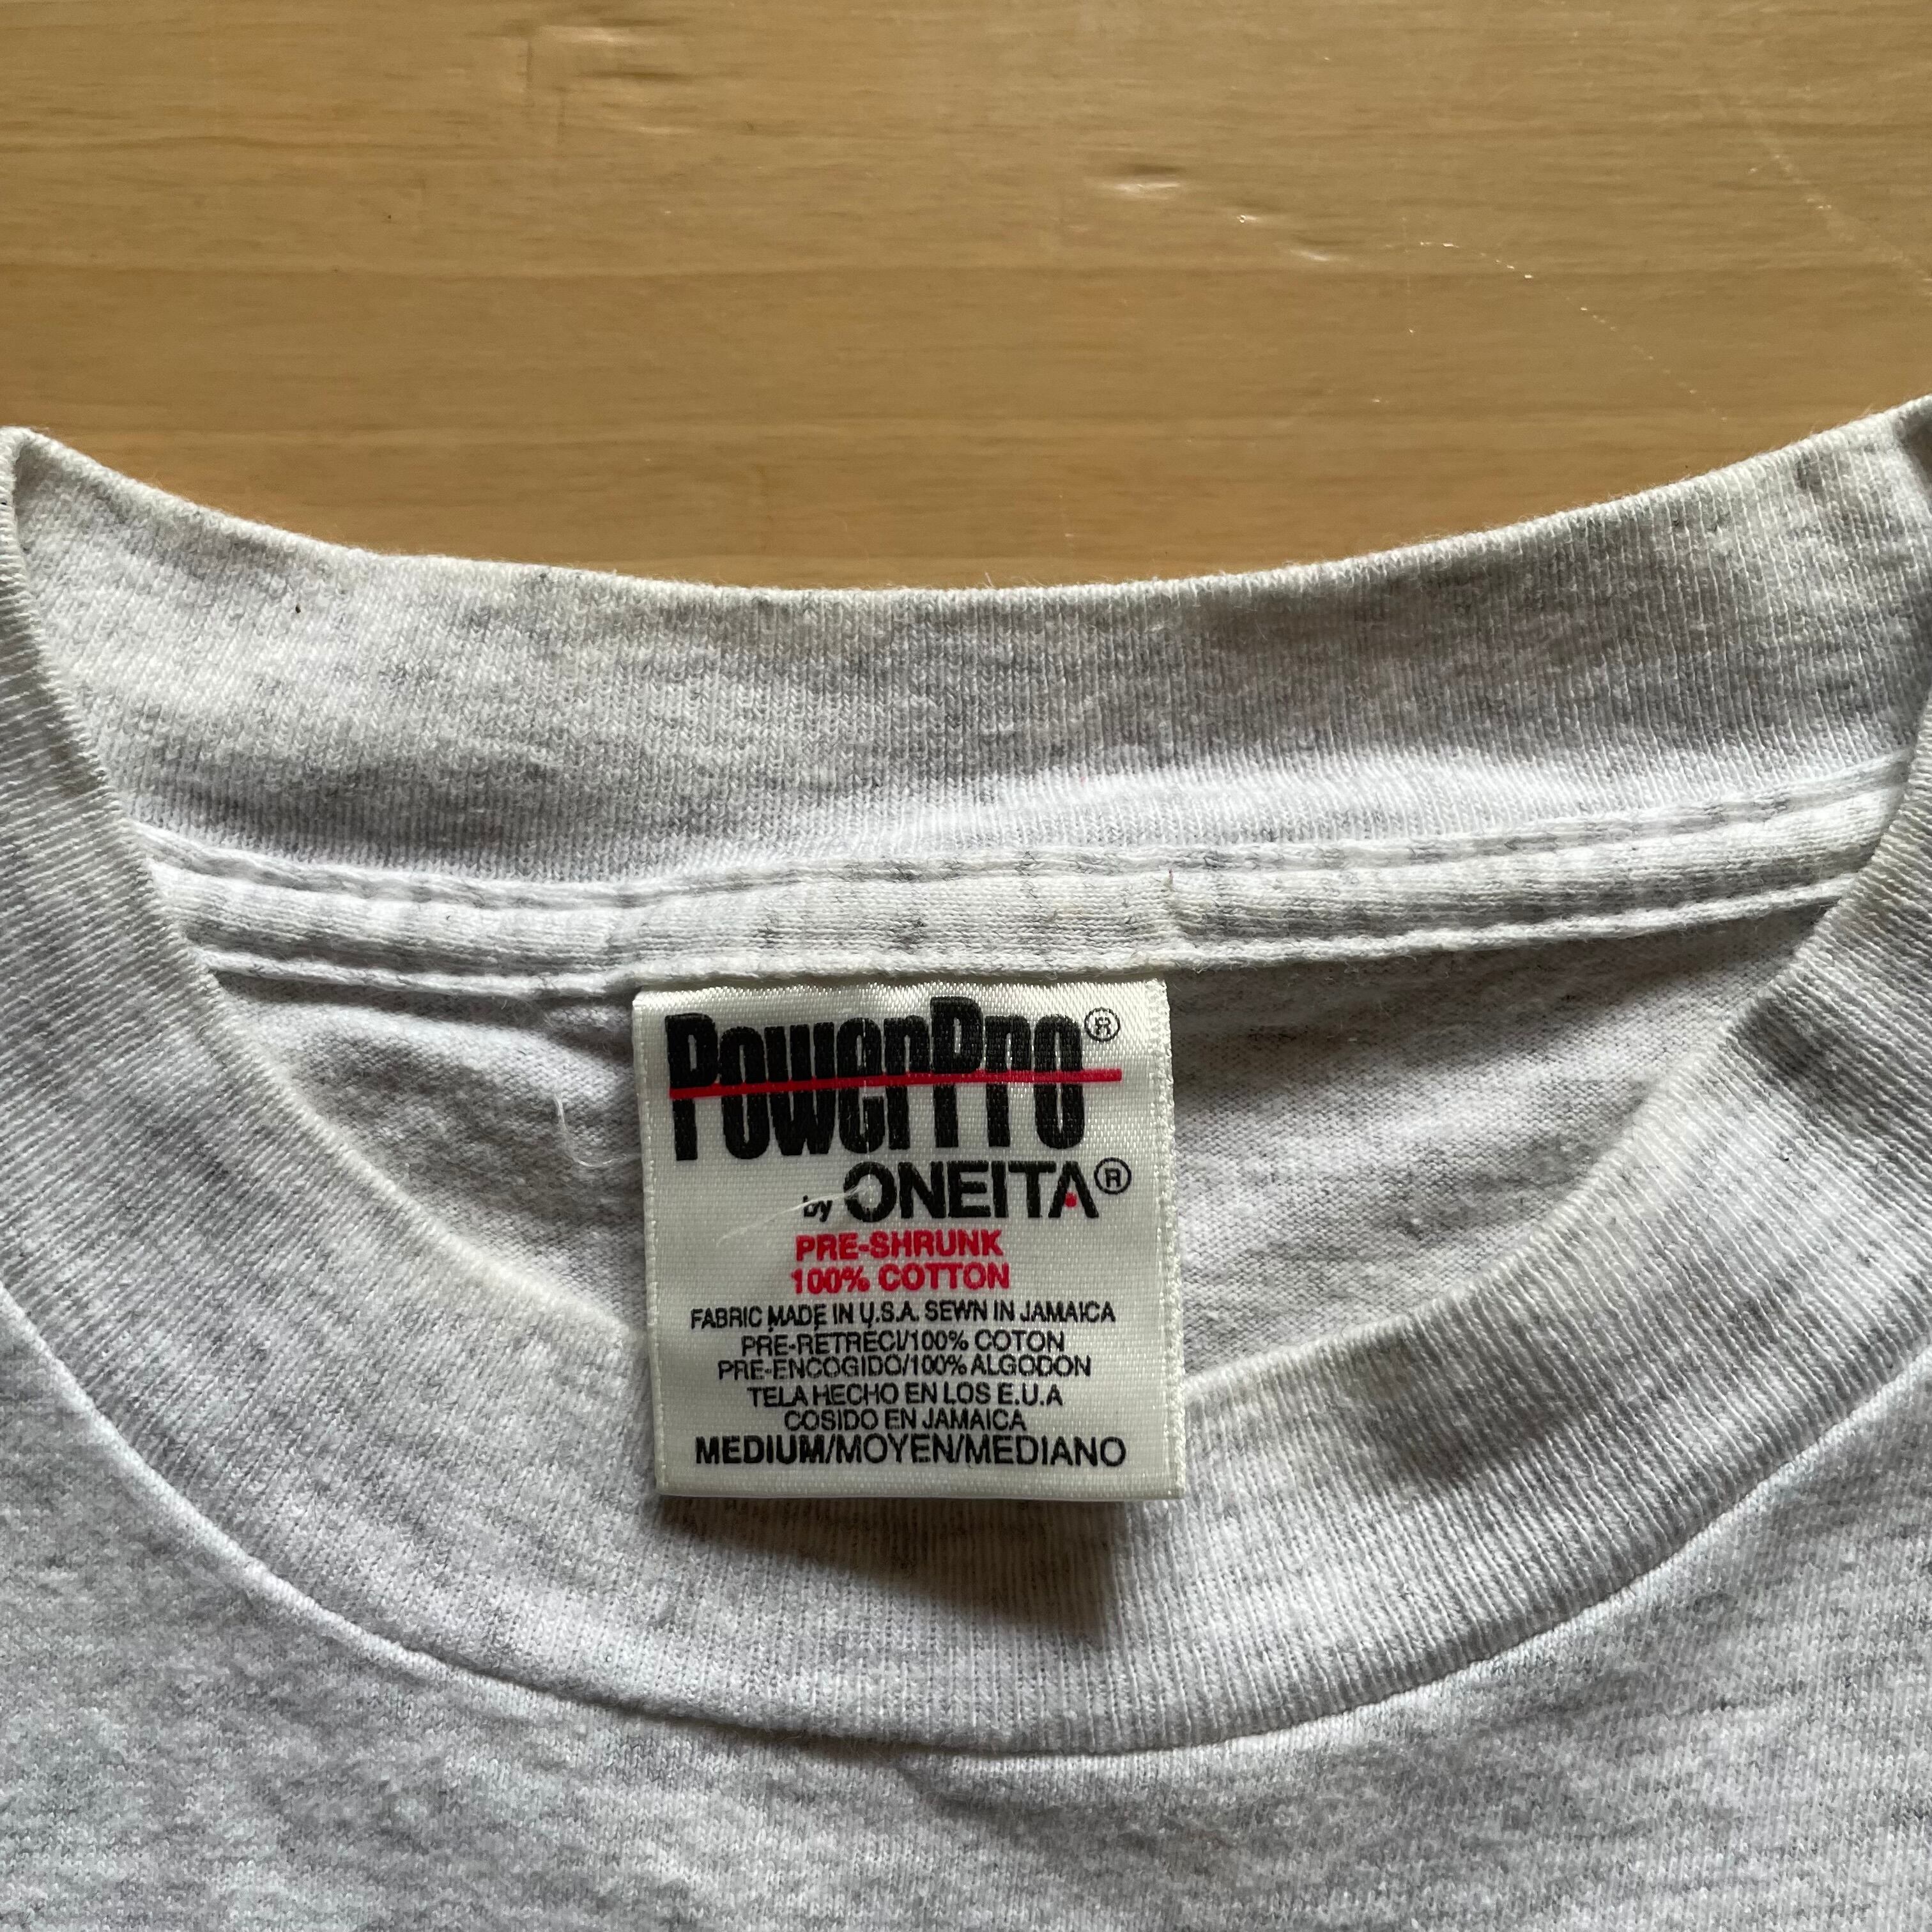 PowerPro®
by ONEITA®
PRE-SHRUNK
100% COTTON
FABRIC MADE IN U.S.A. SEWN IN JAMAICA
PRE-RETRECI/100% COTON
PRE-ENCOGIDO/100% ALGODON
TELA HECHO EN LOS E.U.A
COSIDO EN JAMAICA
MEDIUM/MOYEN/MEDIANO